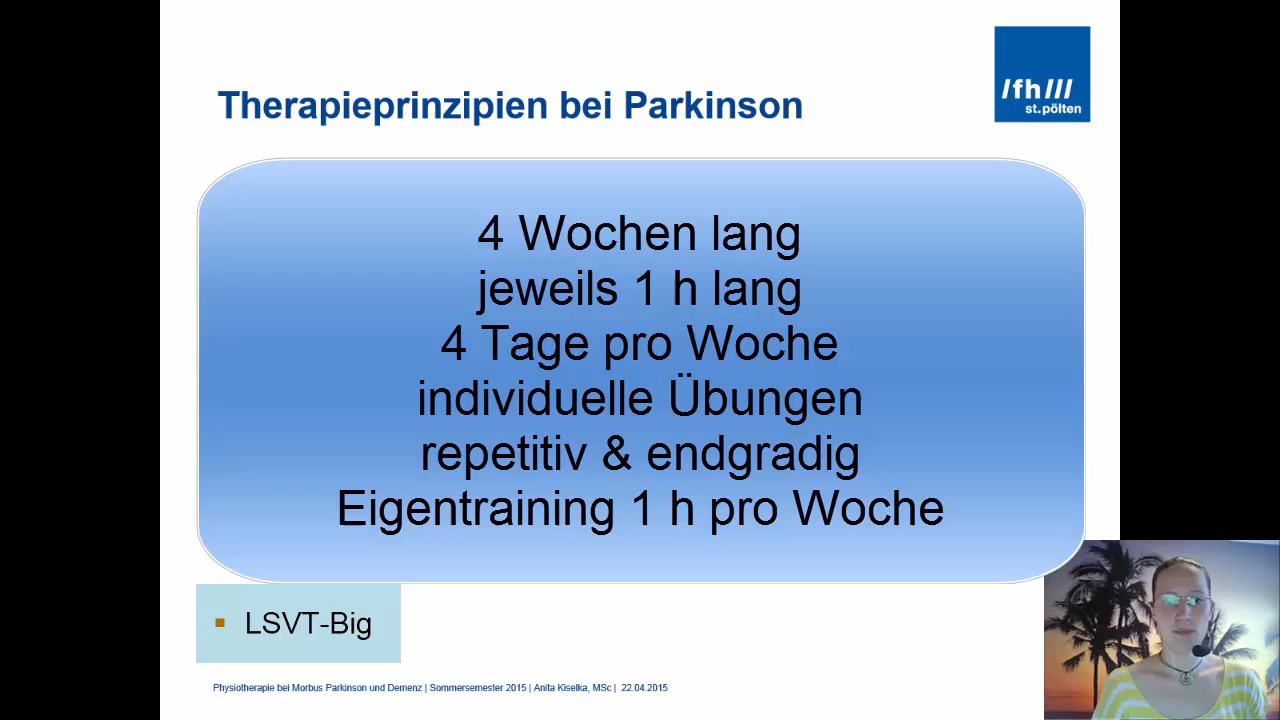 /fh///
st.pölten
Therapieprinzipien bei Parkinson
4 Wochen lang
jeweils 1 h lang
4 Tage pro Woche
individuelle Übungen
repetitiv & endgradig
Eigentraining 1 h pro Woche
▪ LSVT-Big
Physiotherapie bei Morbus Parkinson und Demenz | Sommersemester 2015 | Anita Kiselka, MSc | 22.04.2015